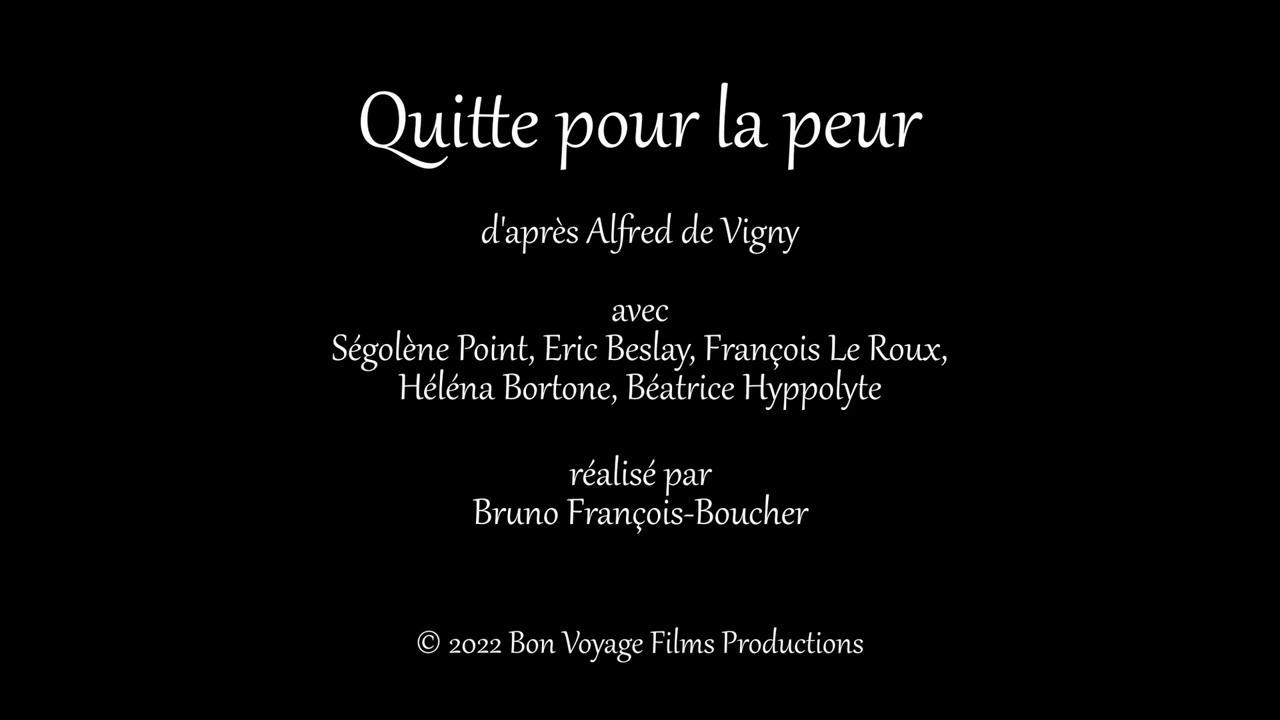 Quitte pour la peur
d'après Alfred de Vigny
avec
Ségolène Point, Eric Beslay, François Le Roux,
Héléna Bortone, Béatrice Hyppolyte
réalisé par
Bruno François-Boucher
© 2022 Bon Voyage Films Productions